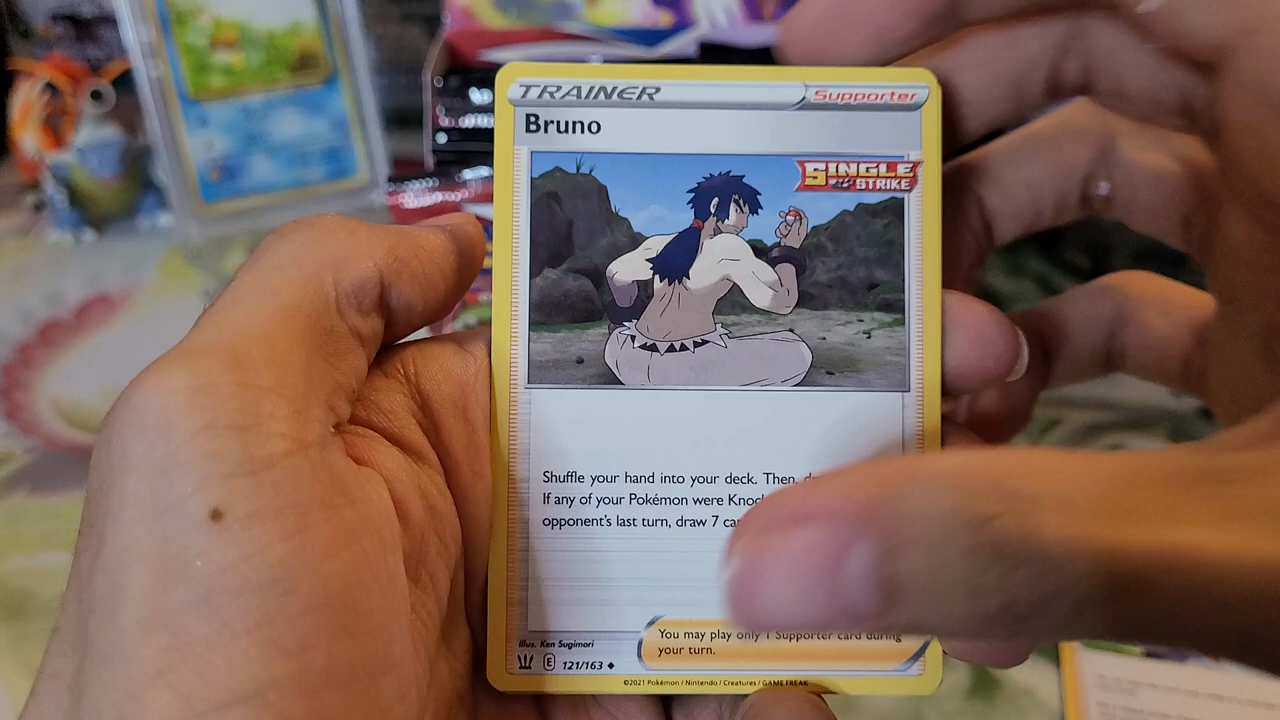 TRAINER Supporter
Bruno
SINGLE STRIKE
Shuffle your hand into your deck. Then,
If any of your Pokémon were
opponent's last turn, draw 7
You may play only 1 Supporter card during
your turn.
Illus. Ken Sugimori
E 121/163
©2021 Pokémon / Nintendo / Creatures / GAME FREAK